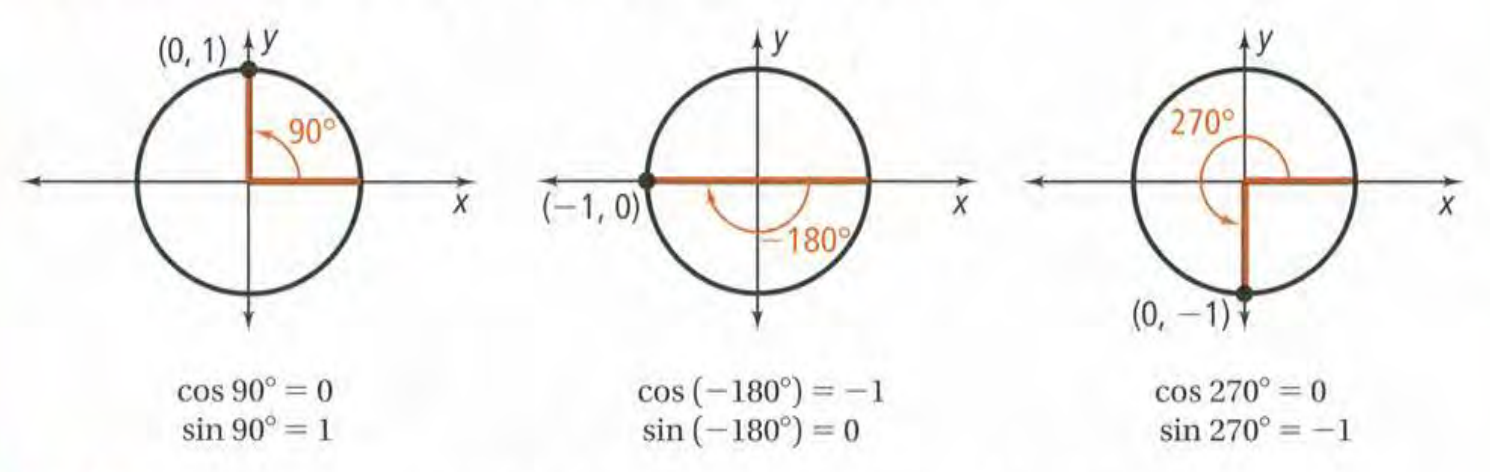 (0, 1)
y
90°
x
y
(−1, 0)
−180°
x
y
270°
x
(0, −1)
cos 90° = 0
sin 90° = 1
cos (−180°) = −1
sin (−180°) = 0
cos 270° = 0
sin 270° = −1